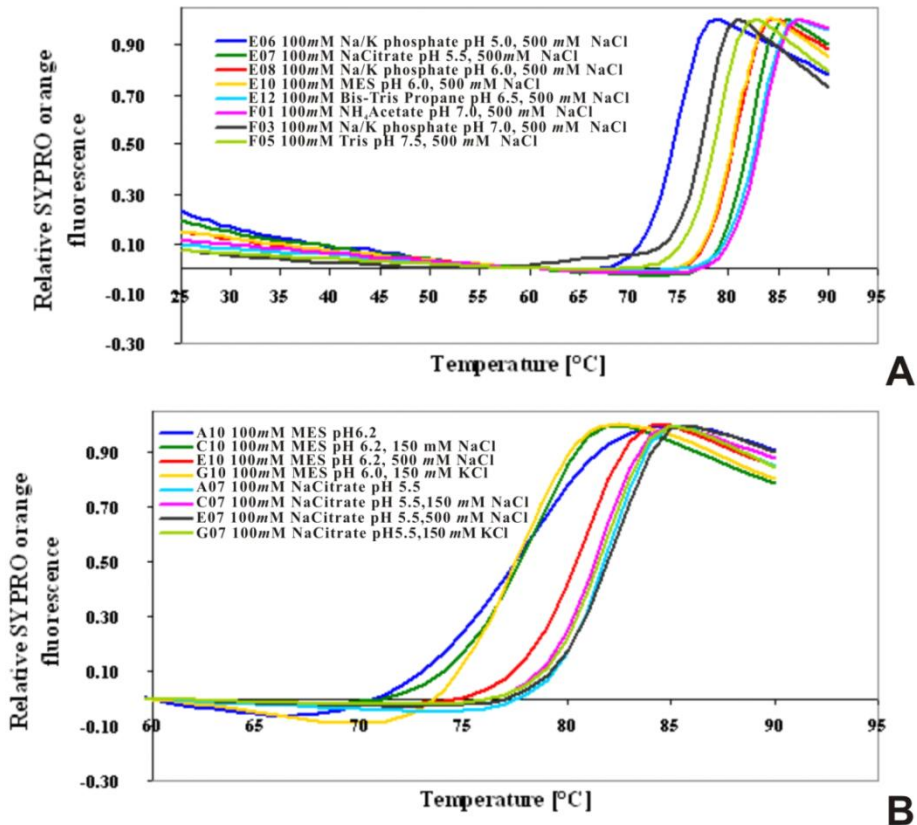 0.90
0.70
0.50
0.30
0.10
-0.10
-0.30
Relative SYPRO orange
fluorescence
E06 100mM Na/K phosphate pH 5.0, 500 mM NaCl
E07 100mM NaCitrate pH 5.5, 500mM NaCl
E08 100mM Na/K phosphate pH 6.0, 500 mM NaCl
E10 100mM MES pH 6.0, 500 mM NaCl
E12 100mM Bis-Tris Propane pH 6.5, 500 mM NaCl
F01 100mM NH4Acetate pH 7.0, 500 mM NaCl
F03 100mM Na/K phosphate pH 7.0, 500 mM NaCl
F05 100mM Tris pH 7.5, 500 mM NaCl
25 30 35 40 45 50 55 60 65 70 75 80 85 90 95
Temperature [°C]
A
0.90
0.70
0.50
0.30
0.10
-0.10
-0.30
Relative SYPRO orange
fluorescence
A10 100mM MES pH6.2
C10 100mM MES pH 6.2, 150 mM NaCl
E10 100mM MES pH 6.2, 500 mM NaCl
G10 100mM MES pH 6.0, 150 mM KCl
A07 100mM NaCitrate pH 5.5
C07 100mM NaCitrate pH 5.5,150 mM NaCl
E07 100mM NaCitrate pH 5.5,500 mM NaCl
G07 100mM NaCitrate pH5.5,150 mM KCl
60 65 70 75 80 85 90 95
Temperature [°C]
B